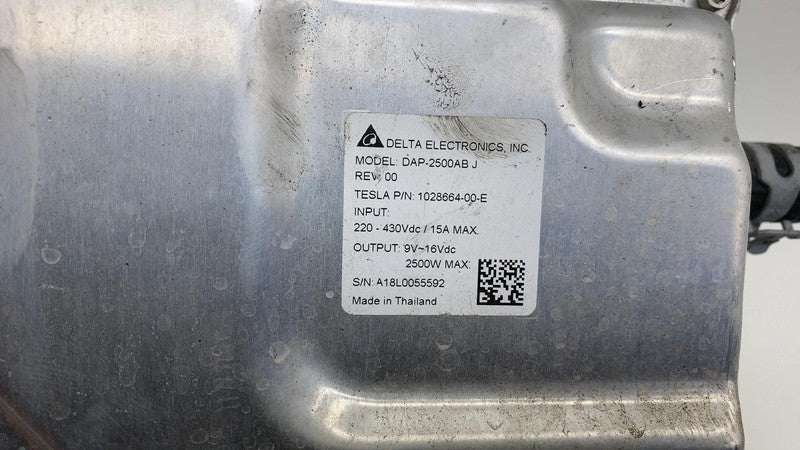 DELTA ELECTRONICS, INC.
MODEL: DAP-2500AB J
REV: 00
TESLA P/N: 1028664-00-E
INPUT:
220 - 430Vdc / 15A MAX.
OUTPUT: 9V~16Vdc
2500W MAX.
S/N: A18L0055592
Made in Thailand